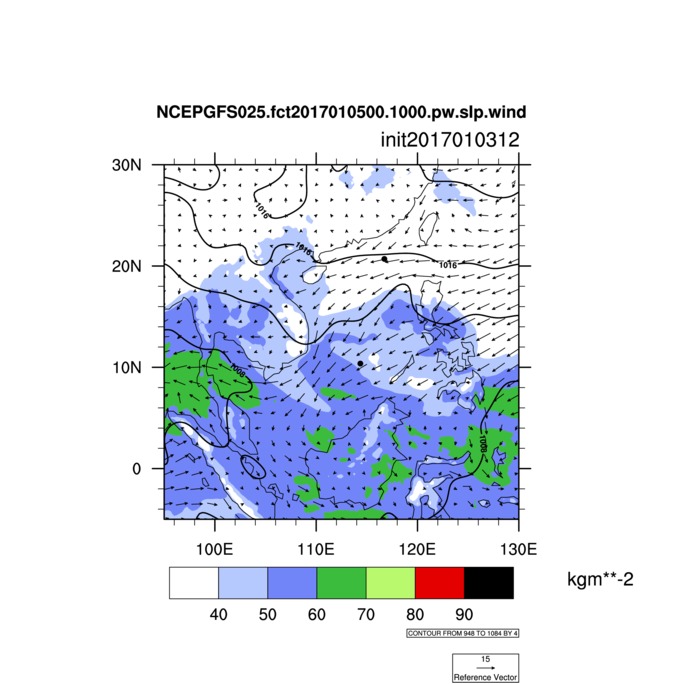 NCEPGFS025.fct2017010500.1000.pw.slp.wind
init2017010312
30N
1016
1016
20N
1016
10N
1008
1008
0
100E 110E 120E 130E
kgm**-2
40 50 60 70 80 90
CONTOUR FROM 948 TO 1084 BY 4
15
Reference Vector